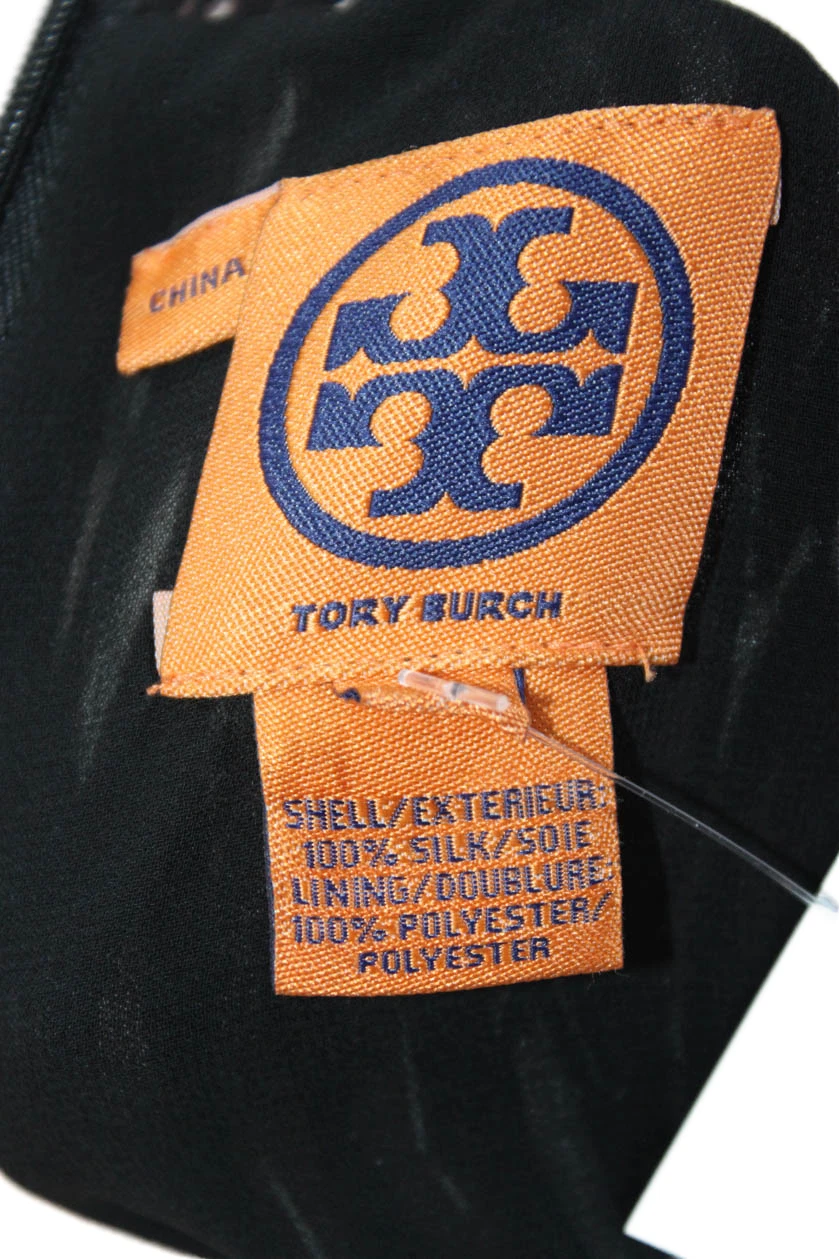 CHINA
TORY BURCH
SHELL/EXTERIEUR:
100% SILK/SOIE
LINING/DOUBLURE:
100% POLYESTER/
POLYESTER